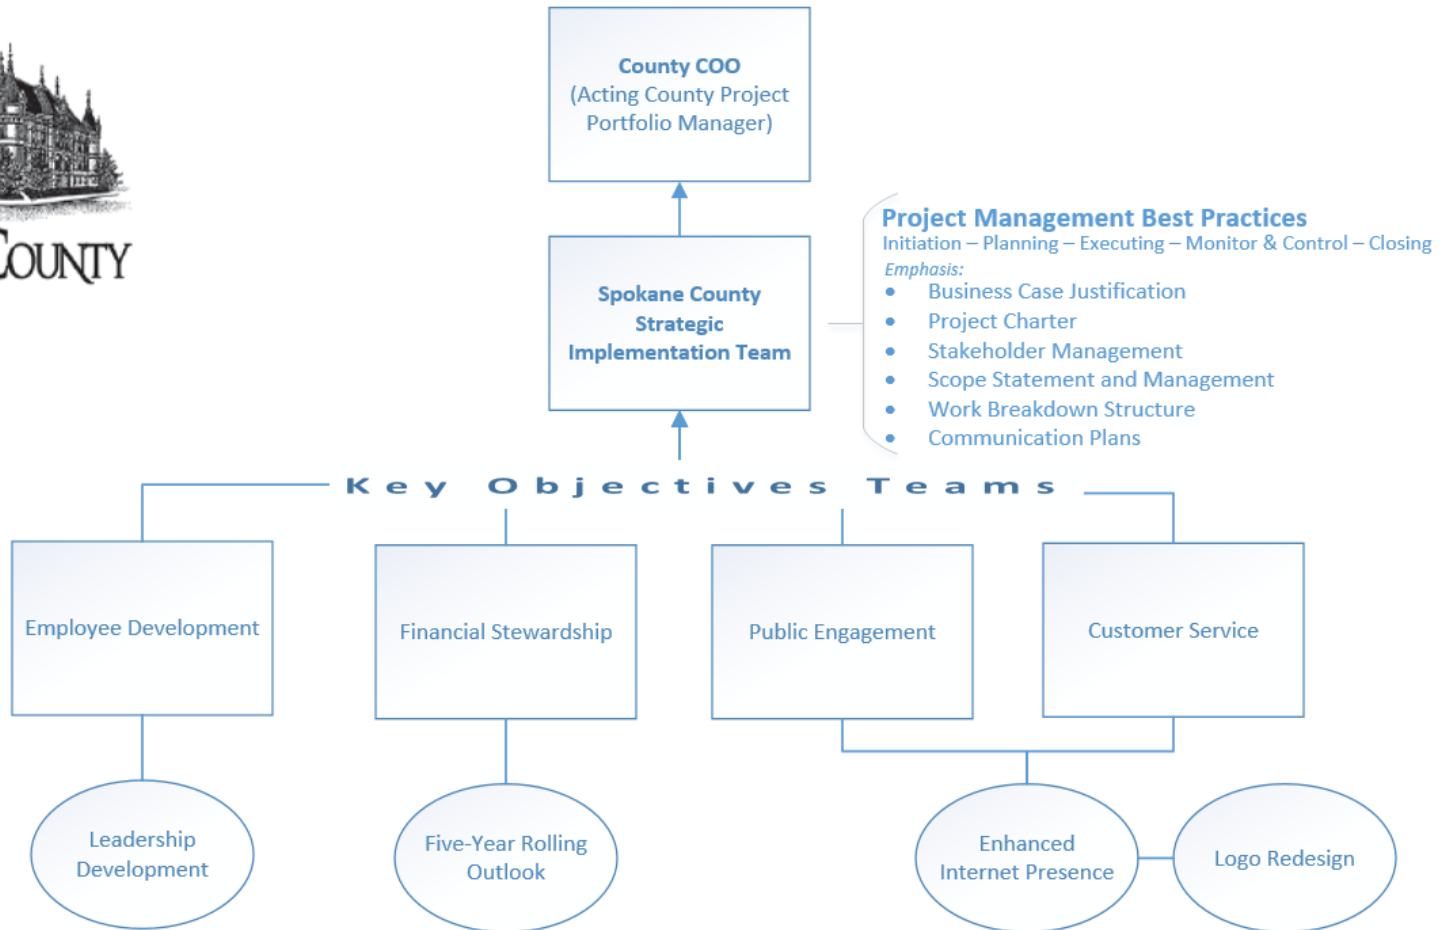 County COO
(Acting County Project
Portfolio Manager)
COUNTY
Project Management Best Practices
Initiation – Planning – Executing – Monitor & Control – Closing
Emphasis:
• Business Case Justification
• Project Charter
• Stakeholder Management
• Scope Statement and Management
• Work Breakdown Structure
• Communication Plans
Spokane County
Strategic
Implementation Team
Key Objectives Teams
Employee Development
Financial Stewardship
Public Engagement
Customer Service
Leadership
Development
Five-Year Rolling
Outlook
Enhanced
Internet Presence
Logo Redesign